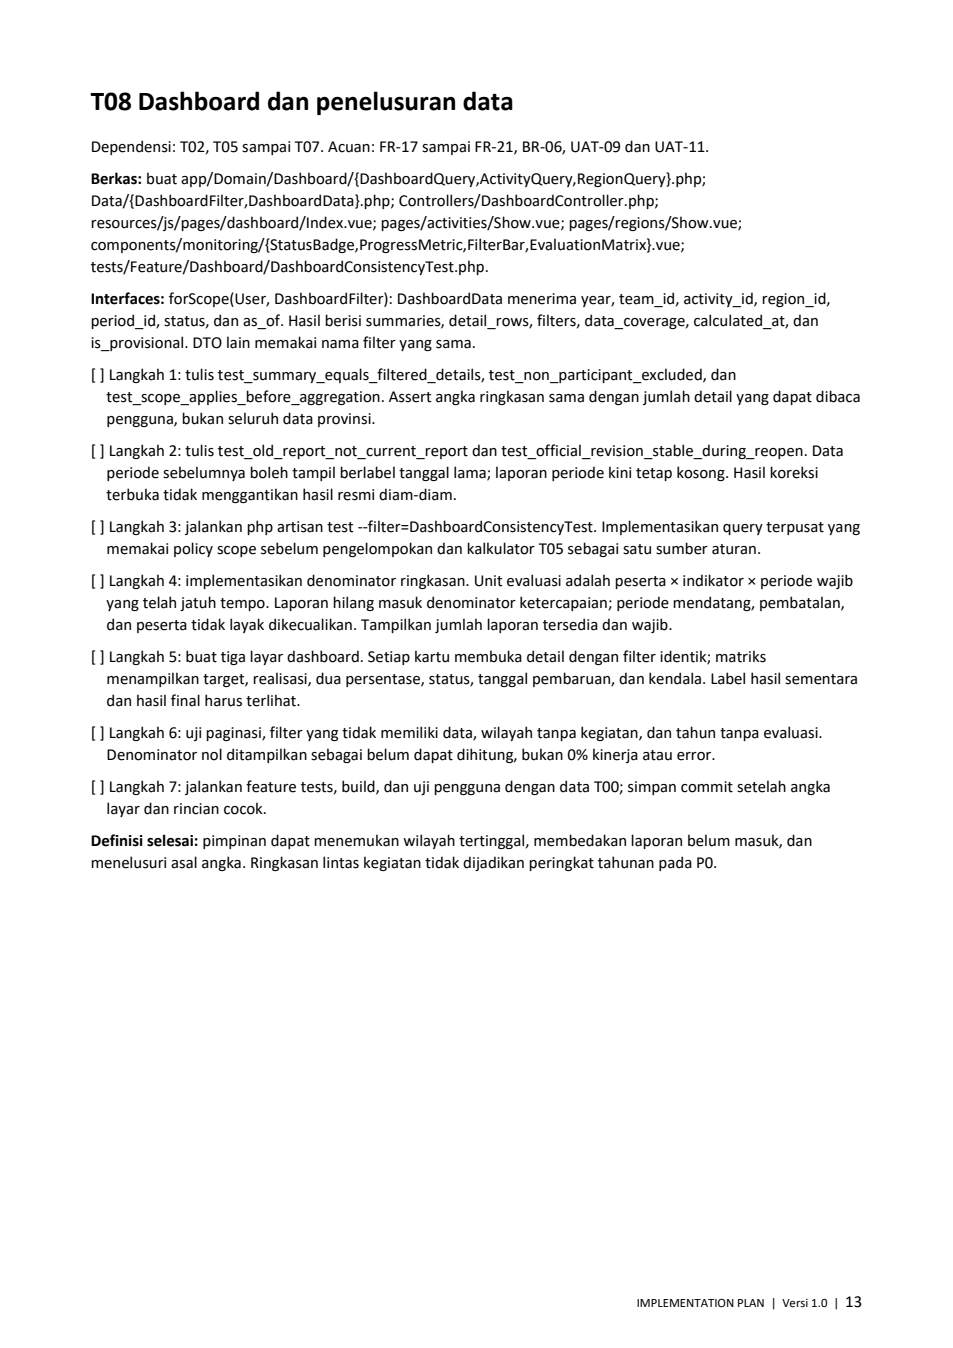 T08 Dashboard dan penelusuran data
Dependensi: T02, T05 sampai T07. Acuan: FR-17 sampai FR-21, BR-06, UAT-09 dan UAT-11.
Berkas: buat app/Domain/Dashboard/{DashboardQuery,ActivityQuery,RegionQuery}.php;
Data/{DashboardFilter,DashboardData}.php; Controllers/DashboardController.php;
resources/js/pages/dashboard/Index.vue; pages/activities/Show.vue; pages/regions/Show.vue;
components/monitoring/{StatusBadge,ProgressMetric,FilterBar,EvaluationMatrix}.vue;
tests/Feature/Dashboard/DashboardConsistencyTest.php.
Interfaces: forScope(User, DashboardFilter): DashboardData menerima year, team_id, activity_id, region_id,
period_id, status, dan as_of. Hasil berisi summaries, detail_rows, filters, data_coverage, calculated_at, dan
is_provisional. DTO lain memakai nama filter yang sama.
[ ] Langkah 1: tulis test_summary_equals_filtered_details, test_non_participant_excluded, dan
test_scope_applies_before_aggregation. Assert angka ringkasan sama dengan jumlah detail yang dapat dibaca
pengguna, bukan seluruh data provinsi.
[ ] Langkah 2: tulis test_old_report_not_current_report dan test_official_revision_stable_during_reopen. Data
periode sebelumnya boleh tampil berlabel tanggal lama; laporan periode kini tetap kosong. Hasil koreksi
terbuka tidak menggantikan hasil resmi diam-diam.
[ ] Langkah 3: jalankan php artisan test --filter=DashboardConsistencyTest. Implementasikan query terpusat yang
memakai policy scope sebelum pengelompokan dan kalkulator T05 sebagai satu sumber aturan.
[ ] Langkah 4: implementasikan denominator ringkasan. Unit evaluasi adalah peserta × indikator × periode wajib
yang telah jatuh tempo. Laporan hilang masuk denominator ketercapaian; periode mendatang, pembatalan,
dan peserta tidak layak dikecualikan. Tampilkan jumlah laporan tersedia dan wajib.
[ ] Langkah 5: buat tiga layar dashboard. Setiap kartu membuka detail dengan filter identik; matriks
menampilkan target, realisasi, dua persentase, status, tanggal pembaruan, dan kendala. Label hasil sementara
dan hasil final harus terlihat.
[ ] Langkah 6: uji paginasi, filter yang tidak memiliki data, wilayah tanpa kegiatan, dan tahun tanpa evaluasi.
Denominator nol ditampilkan sebagai belum dapat dihitung, bukan 0% kinerja atau error.
[ ] Langkah 7: jalankan feature tests, build, dan uji pengguna dengan data T00; simpan commit setelah angka
layar dan rincian cocok.
Definisi selesai: pimpinan dapat menemukan wilayah tertinggal, membedakan laporan belum masuk, dan
menelusuri asal angka. Ringkasan lintas kegiatan tidak dijadikan peringkat tahunan pada P0.
IMPLEMENTATION PLAN | Versi 1.0 | 13